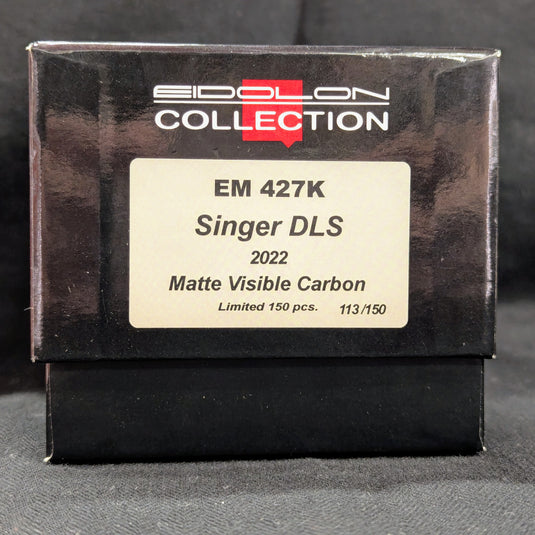 EIDOLON
COLLECTION
EM 427K
Singer DLS
2022
Matte Visible Carbon
Limited 150 pcs. 113/150